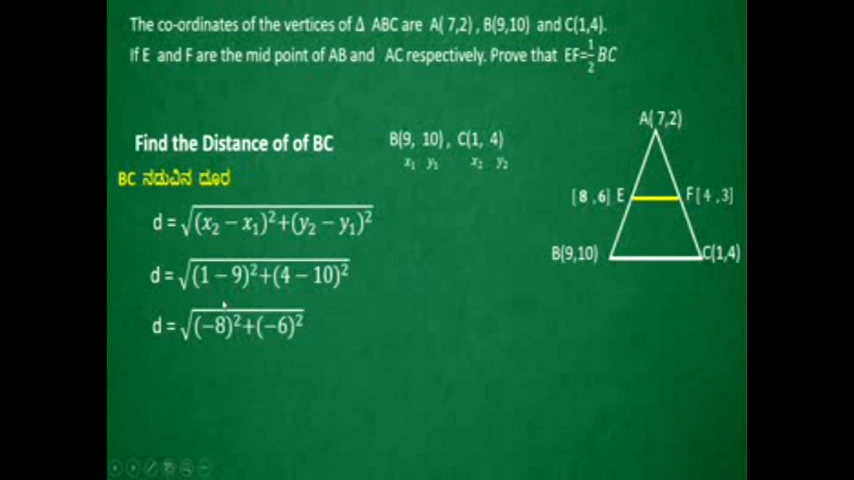 The co-ordinates of the vertices of Δ ABC are A( 7,2) , B(9,10) and C(1,4).
If E and F are the mid point of AB and AC respectively. Prove that EF=½ BC
Find the Distance of of BC
B(9, 10) , C(1, 4)
x₁ y₁ x₂ y₂
BC ನಡುವಿನ ದೂರ
d = √(x₂ − x₁)²+(y₂ − y₁)²
d = √(1 − 9)²+(4 − 10)²
d = √(−8)²+(−6)²
A( 7,2)
[8 ,6] E
F[4 ,3]
B(9,10)
C(1,4)